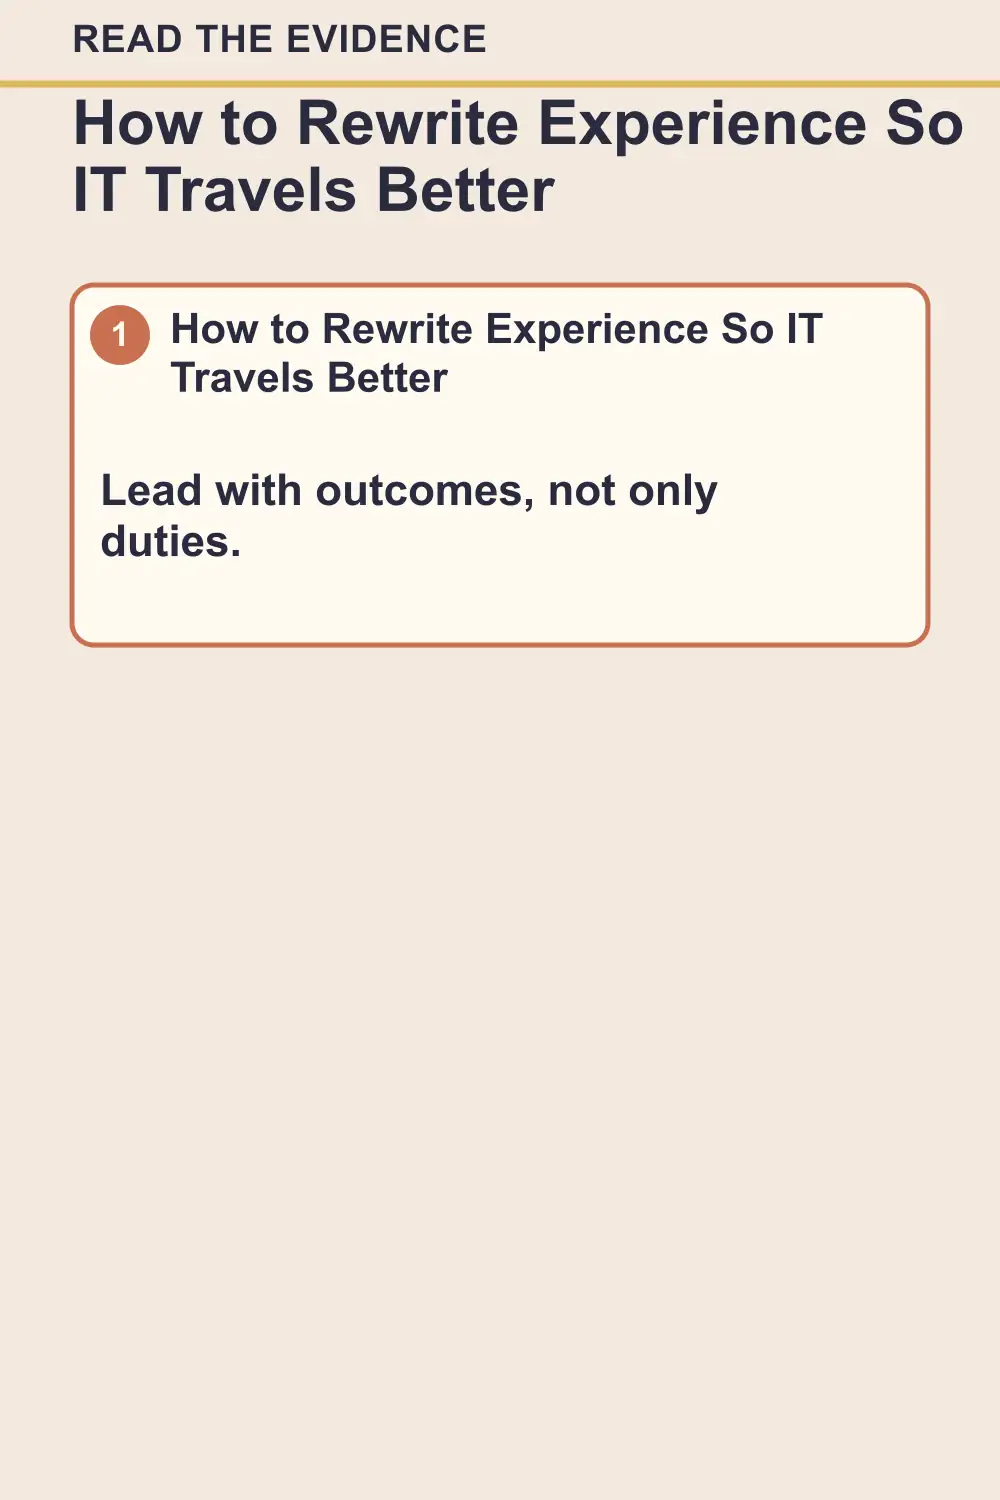 READ THE EVIDENCE
How to Rewrite Experience So
IT Travels Better
1
How to Rewrite Experience So IT
Travels Better
Lead with outcomes, not only
duties.